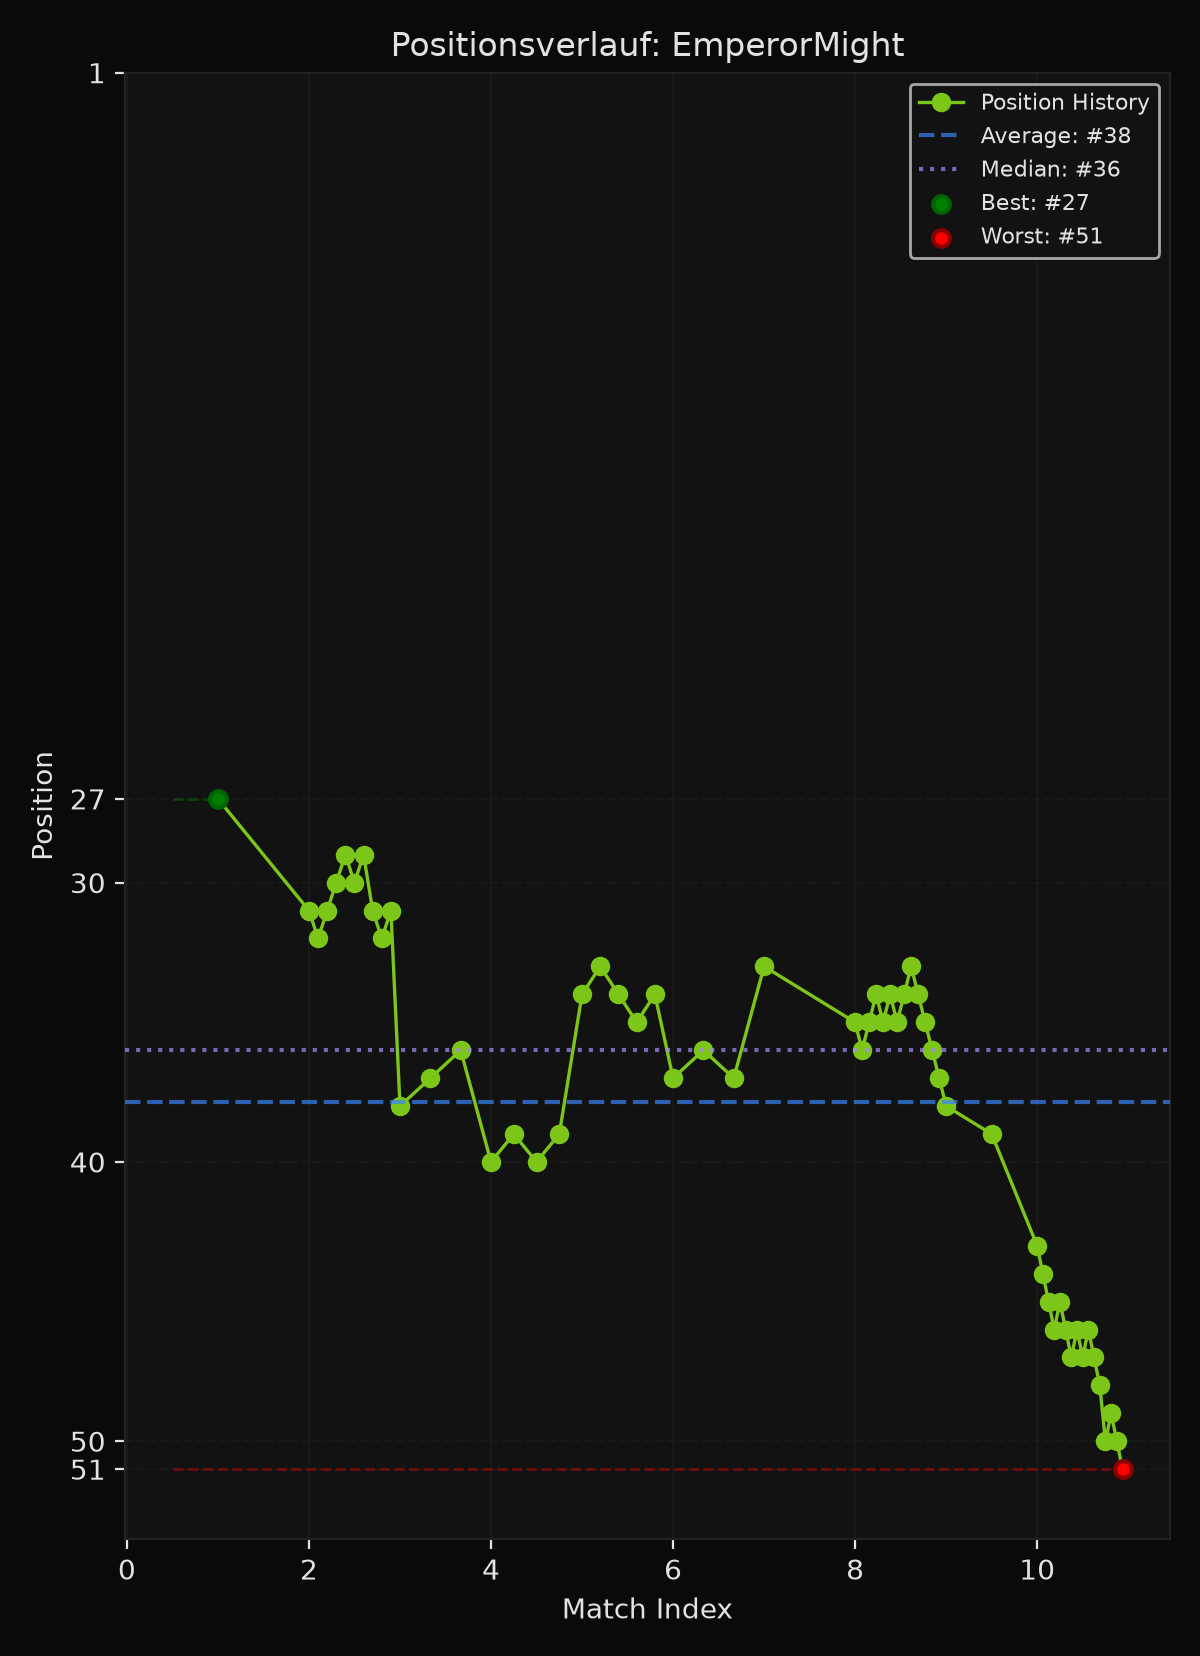 Positionsverlauf: EmperorMight
Position History
Average: #38
Median: #36
Best: #27
Worst: #51
Position
1
27
30
40
50
51
0 2 4 6 8 10
Match Index